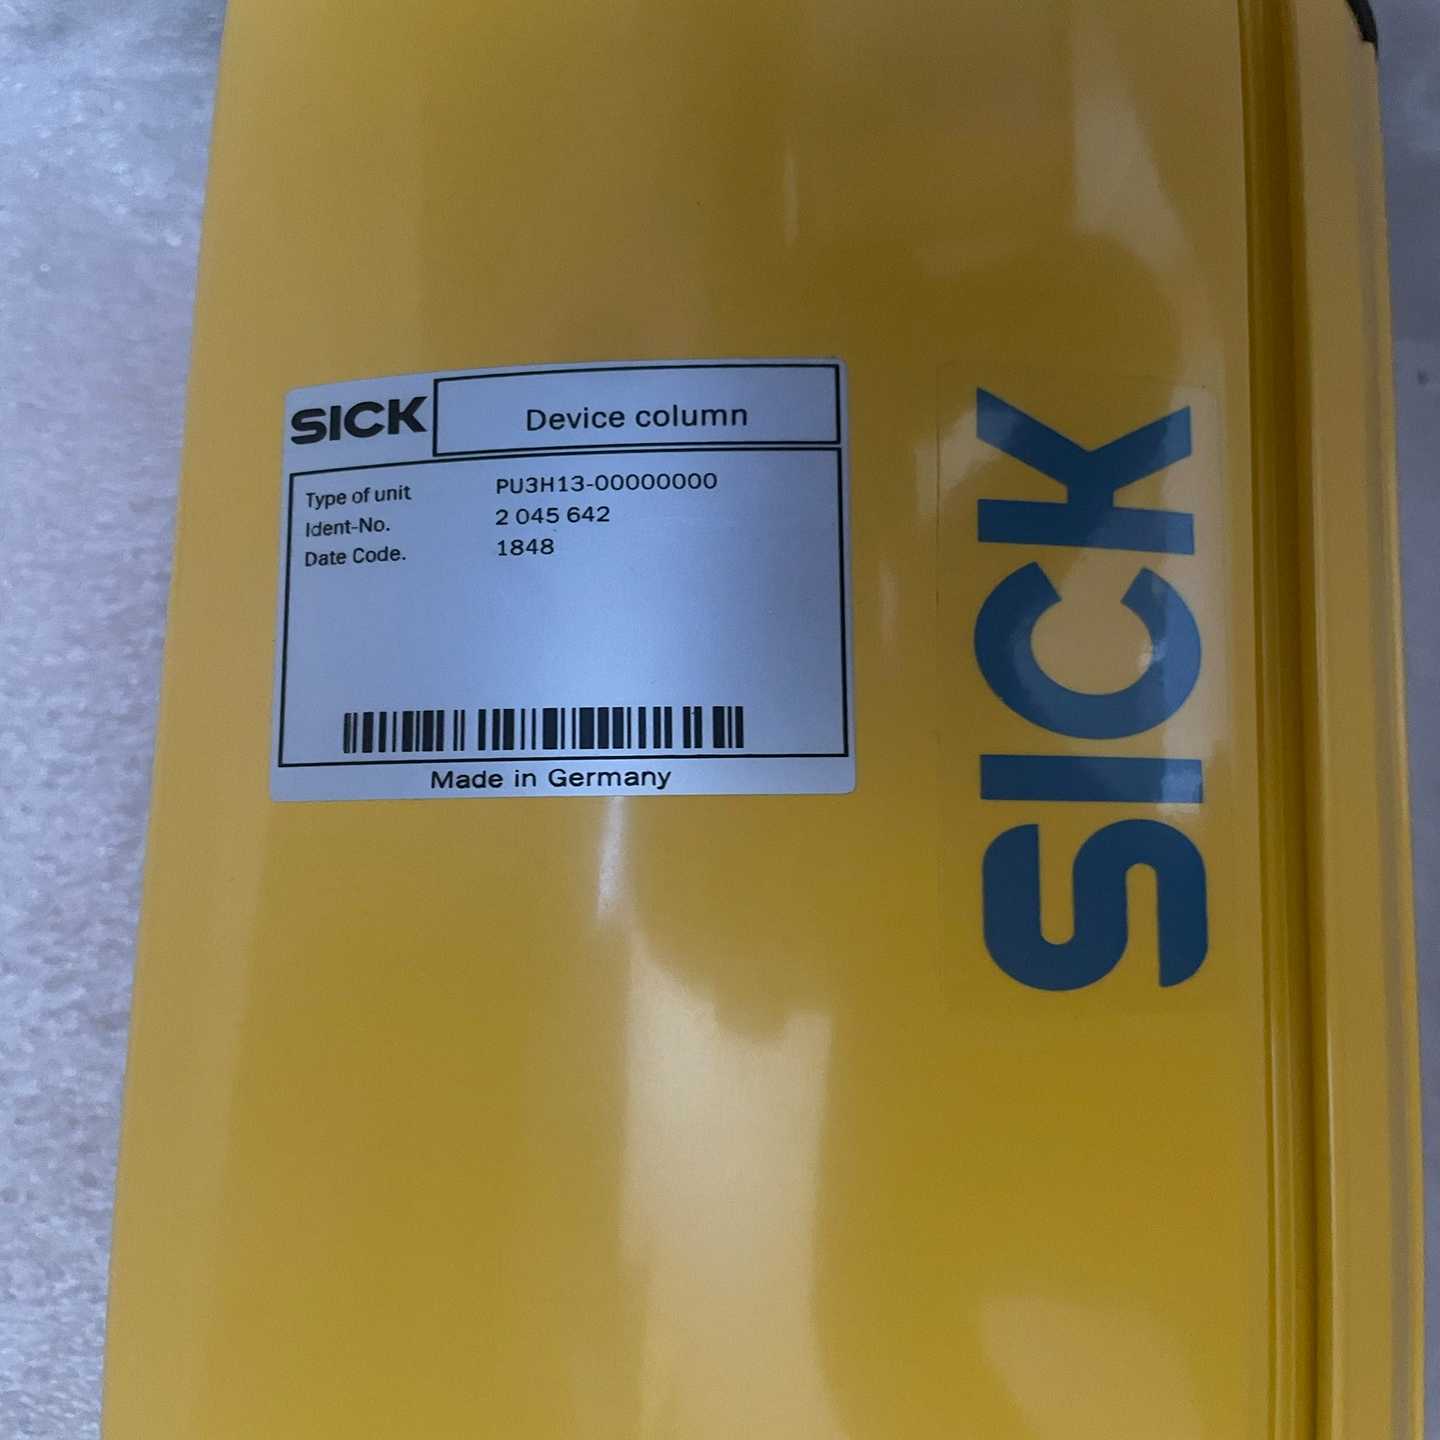 SICK
Device column
Type of unit PU3H13-00000000
Ident-No. 2 045 642
Date Code. 1848
Made in Germany
SICK